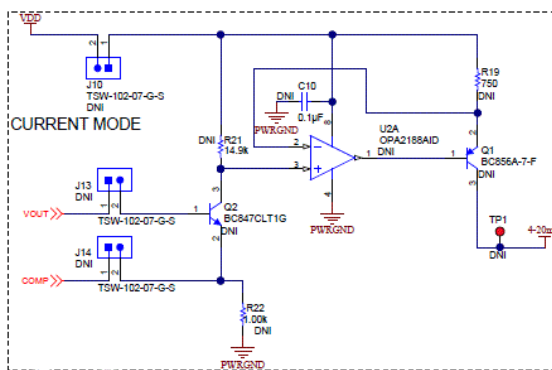 VDD
2
1
J10
TSW-102-07-G-S
DNI
CURRENT MODE
DNI
C10
0.1µF
PWRGND
DNI
R21
14.9k
8
2
3
4
1
U2A
OPA2188AID
DNI
PWRGND
R19
750
DNI
1
2
Q1
BC856A-7-F
DNI
3
TP1
DNI
4-20m
J13
DNI
1
2
TSW-102-07-G-S
VOUT
3
1
Q2
BC847CLT1G
DNI
2
J14
DNI
1
2
TSW-102-07-G-S
COMP
R22
1.00k
DNI
PWRGND